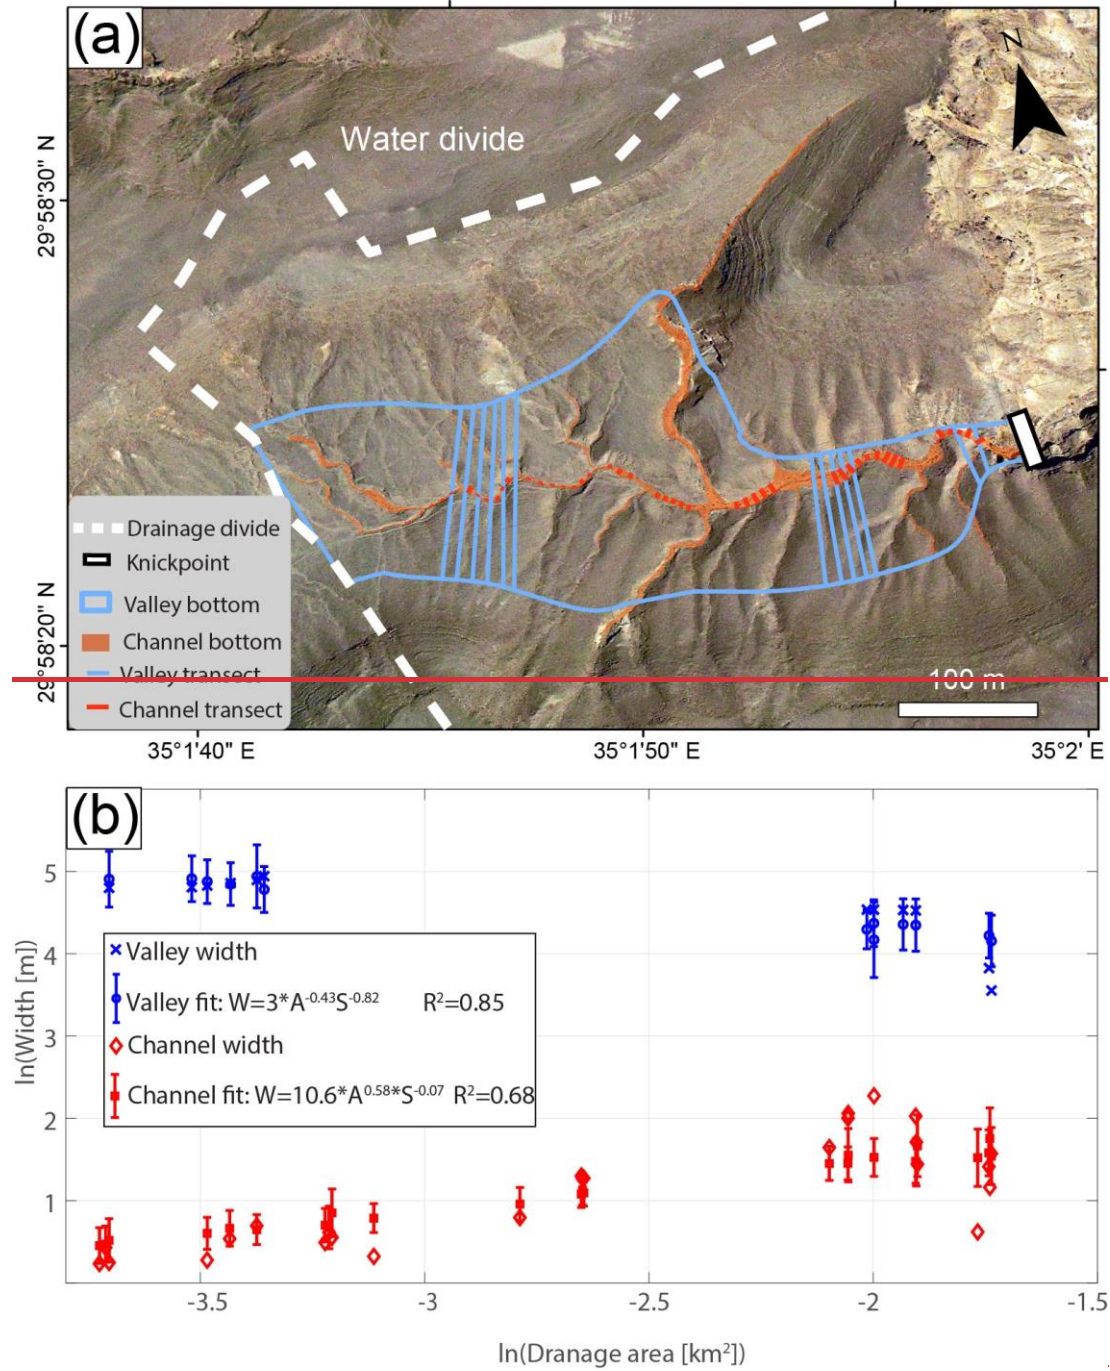 (a)
N
Water divide
29°58'30" N
29°58'20" N
Drainage divide
Knickpoint
Valley bottom
Channel bottom
Valley transect
Channel transect
100 m
35°1'40" E
35°1'50" E
35°2' E
(b)
ln(Width [m])
5
4
3
2
1
Valley width
Valley fit: W=3*A^-0.43S^-0.82 R²=0.85
Channel width
Channel fit: W=10.6*A^0.58*S^-0.07 R²=0.68
-3.5
-3
-2.5
-2
-1.5
ln(Dranage area [km²])